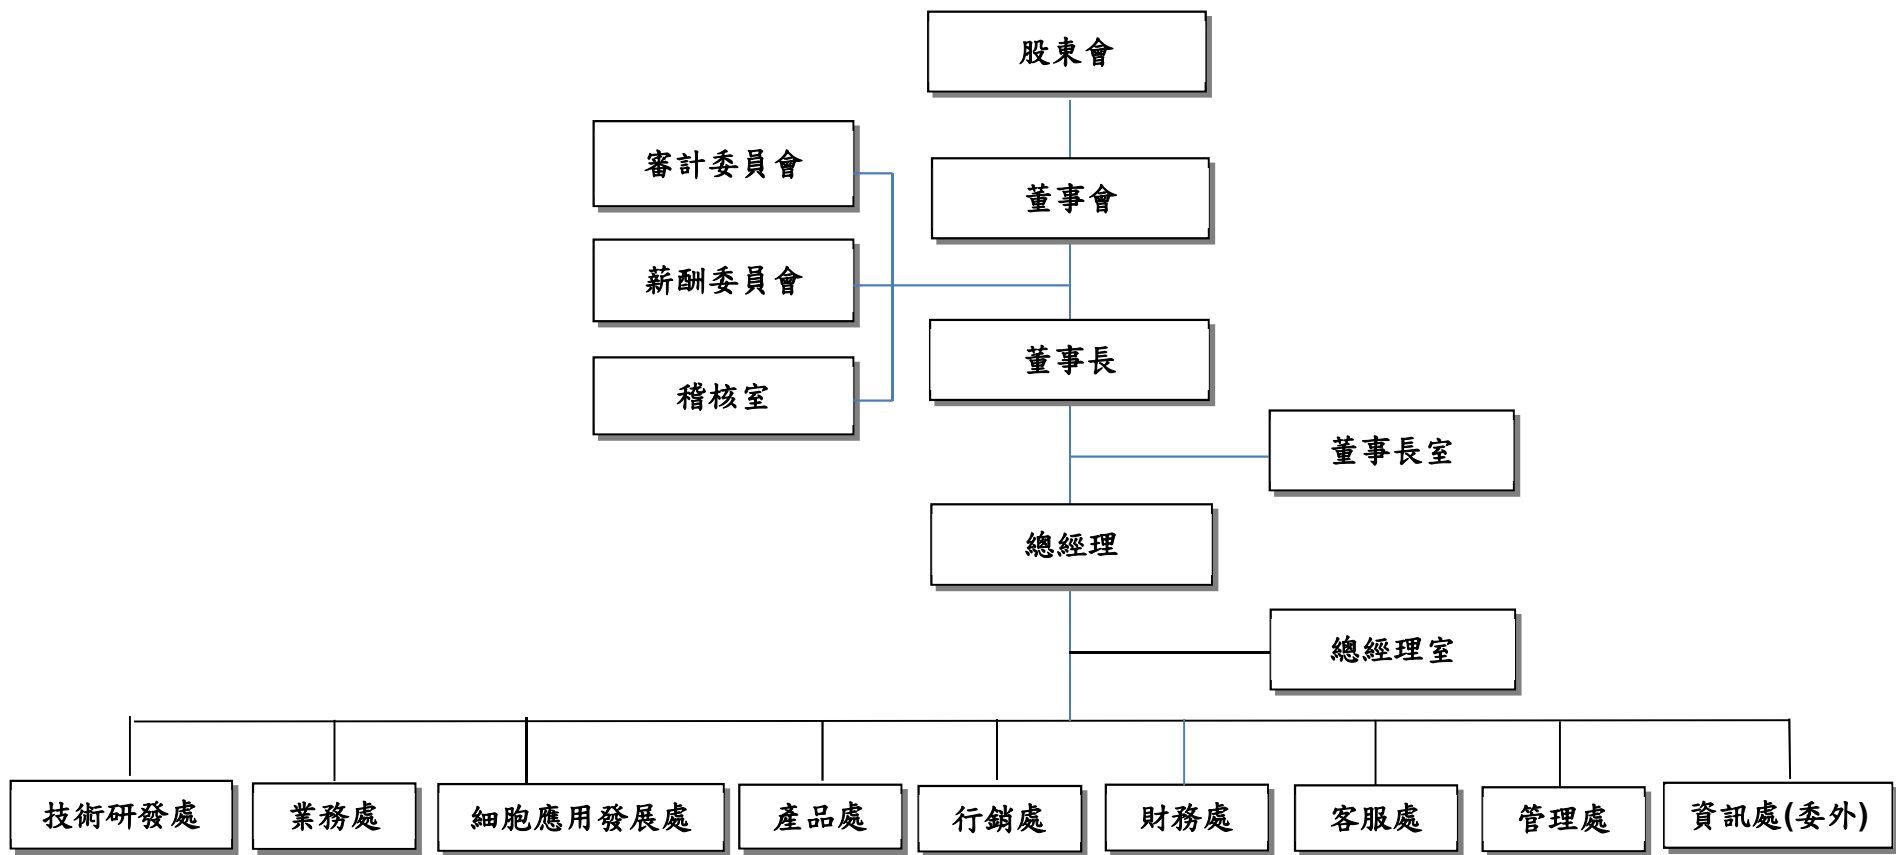 股東會
審計委員會
董事會
薪酬委員會
董事長
稽核室
董事長室
總經理
總經理室
技術研發處
業務處
細胞應用發展處
產品處
行銷處
財務處
客服處
管理處
資訊處(委外)